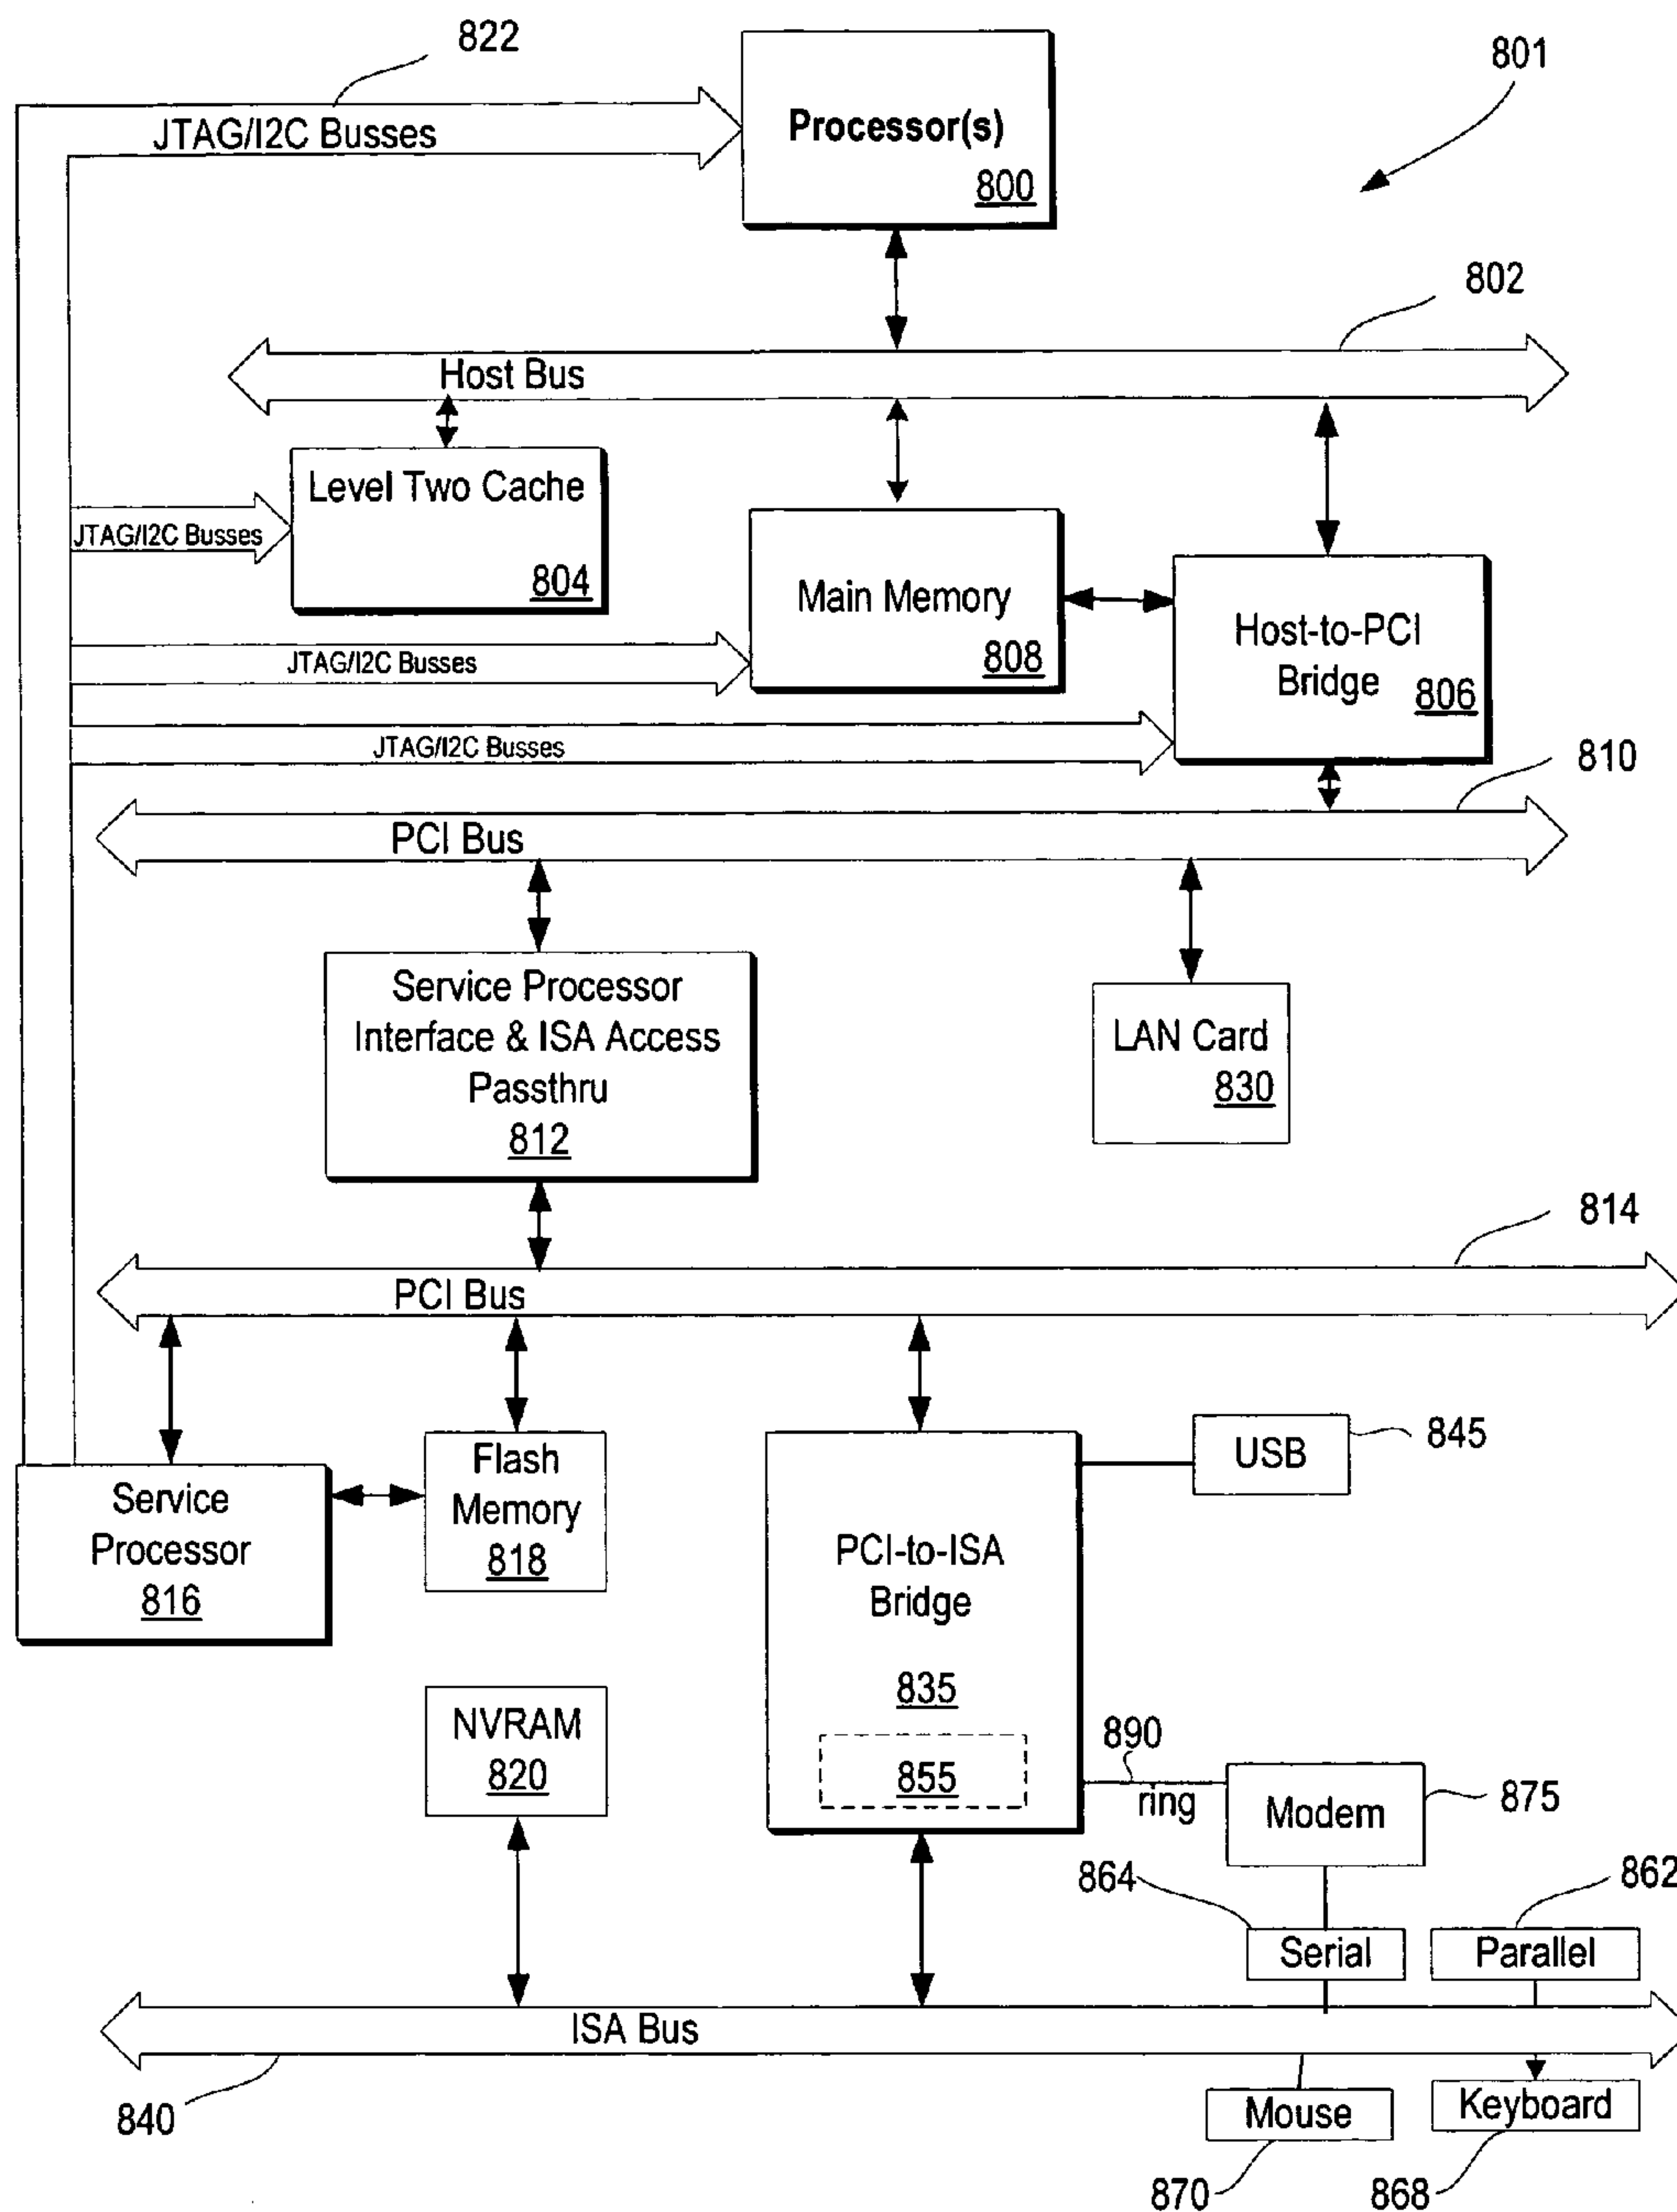 822
801
JTAG/I2C Busses
Processor(s)
800
802
Host Bus
Level Two Cache
804
JTAG/I2C Busses
Main Memory
808
Host-to-PCI
Bridge
806
JTAG/I2C Busses
JTAG/I2C Busses
810
PCI Bus
Service Processor
Interface & ISA Access
Passthru
812
LAN Card
830
814
PCI Bus
Service
Processor
816
Flash
Memory
818
PCI-to-ISA
Bridge
835
855
USB
845
NVRAM
820
890
ring
Modem
875
864
862
Serial
Parallel
ISA Bus
840
Mouse
Keyboard
870
868